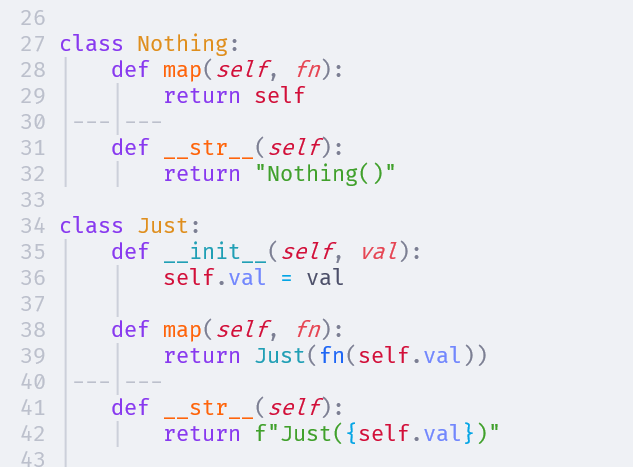 26
27 class Nothing:
28     def map(self, fn):
29         return self
30 ------
31     def __str__(self):
32         return "Nothing()"
33
34 class Just:
35     def __init__(self, val):
36         self.val = val
37
38     def map(self, fn):
39         return Just(fn(self.val))
40 ------
41     def __str__(self):
42         return f"Just({self.val})"
43